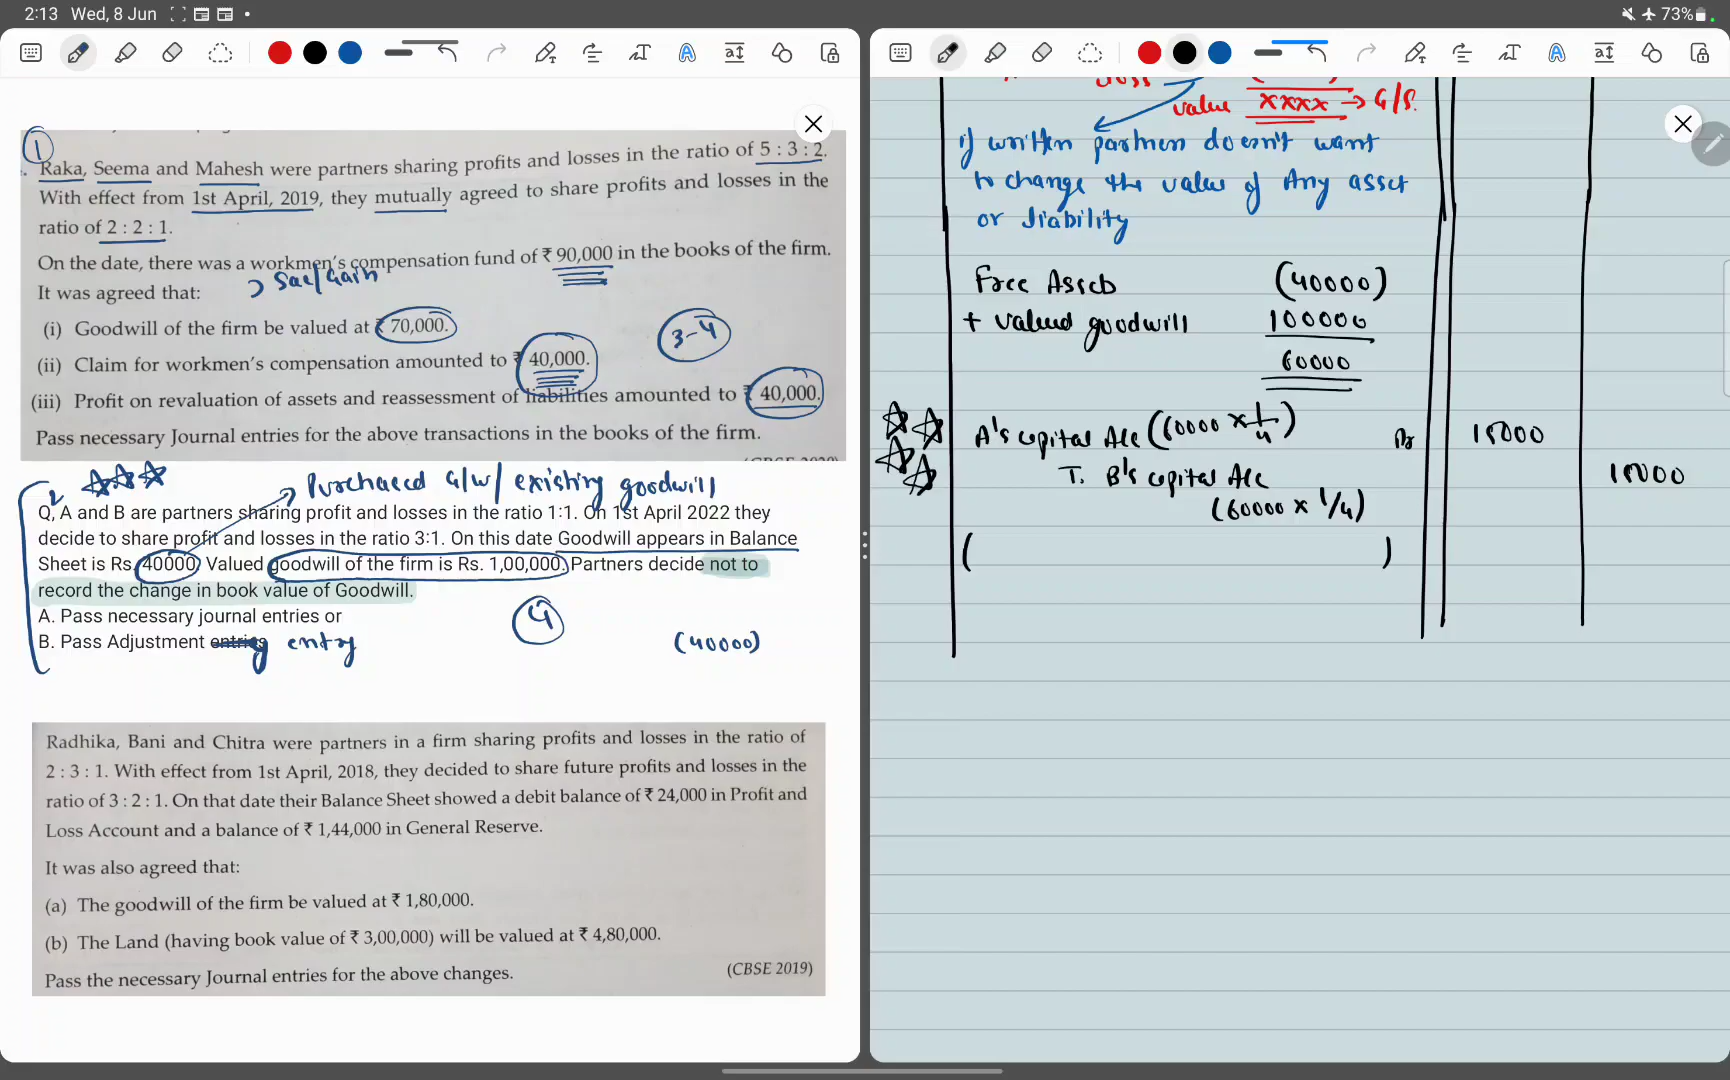 2:13 Wed, 8 Jun
73%
1
Raka, Seema and Mahesh were partners sharing profits and losses in the ratio of 5 : 3 : 2.
With effect from 1st April, 2019, they mutually agreed to share profits and losses in the
ratio of 2 : 2 : 1.
On the date, there was a workmen's compensation fund of ₹ 90,000 in the books of the firm.
It was agreed that:
Sac/Gain
(i) Goodwill of the firm be valued at ₹ 70,000.
3-4
(ii) Claim for workmen's compensation amounted to ₹ 40,000.
(iii) Profit on revaluation of assets and reassessment of liabilities amounted to ₹ 40,000.
Pass necessary Journal entries for the above transactions in the books of the firm.
2
Purchased G/w/ existing goodwill
Q, A and B are partners sharing profit and losses in the ratio 1:1. On 1st April 2022 they
decide to share profit and losses in the ratio 3:1. On this date Goodwill appears in Balance
Sheet is Rs. 40000. Valued goodwill of the firm is Rs. 1,00,000. Partners decide not to
record the change in book value of Goodwill.
A. Pass necessary journal entries or
4
B. Pass Adjustment entries entry
(40000)
Radhika, Bani and Chitra were partners in a firm sharing profits and losses in the ratio of
2 : 3 : 1. With effect from 1st April, 2018, they decided to share future profits and losses in the
ratio of 3 : 2 : 1. On that date their Balance Sheet showed a debit balance of ₹ 24,000 in Profit and
Loss Account and a balance of ₹ 1,44,000 in General Reserve.
It was also agreed that:
(a) The goodwill of the firm be valued at ₹ 1,80,000.
(b) The Land (having book value of ₹ 3,00,000) will be valued at ₹ 4,80,000.
Pass the necessary Journal entries for the above changes.
(CBSE 2019)
value xxxx → G/S.
if written partners doesn't want
to change the value of Any asset
or liability
Free Assets (40000)
+ valued goodwill 100000
60000
A's capital A/c (60000 x 1/4) Dr 15000
To B's capital A/c 15000
(60000 x 1/4)
( )